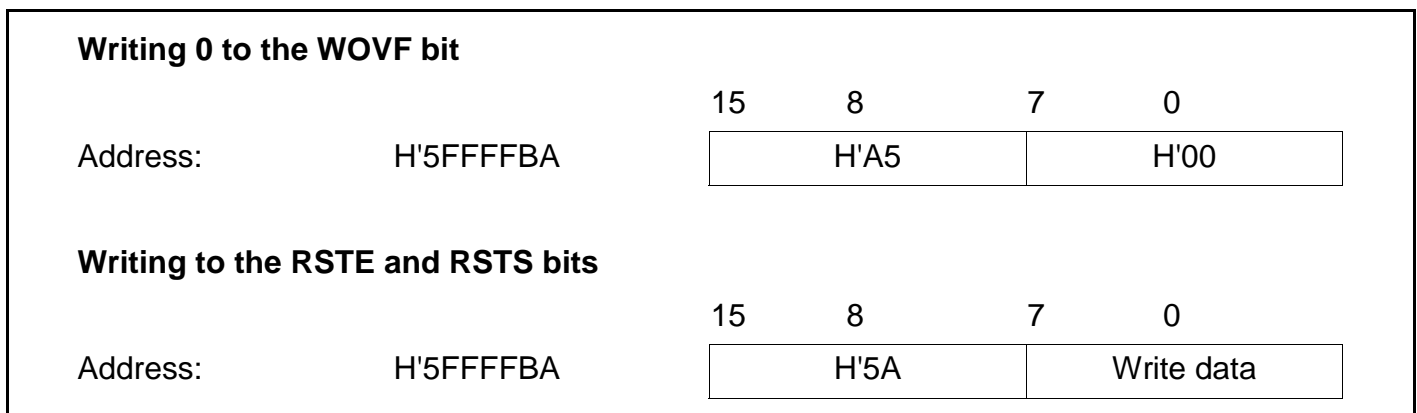 Writing 0 to the WOVF bit
15 8 7 0
Address: H'5FFFFBA H'A5 H'00
Writing to the RSTE and RSTS bits
15 8 7 0
Address: H'5FFFFBA H'5A Write data